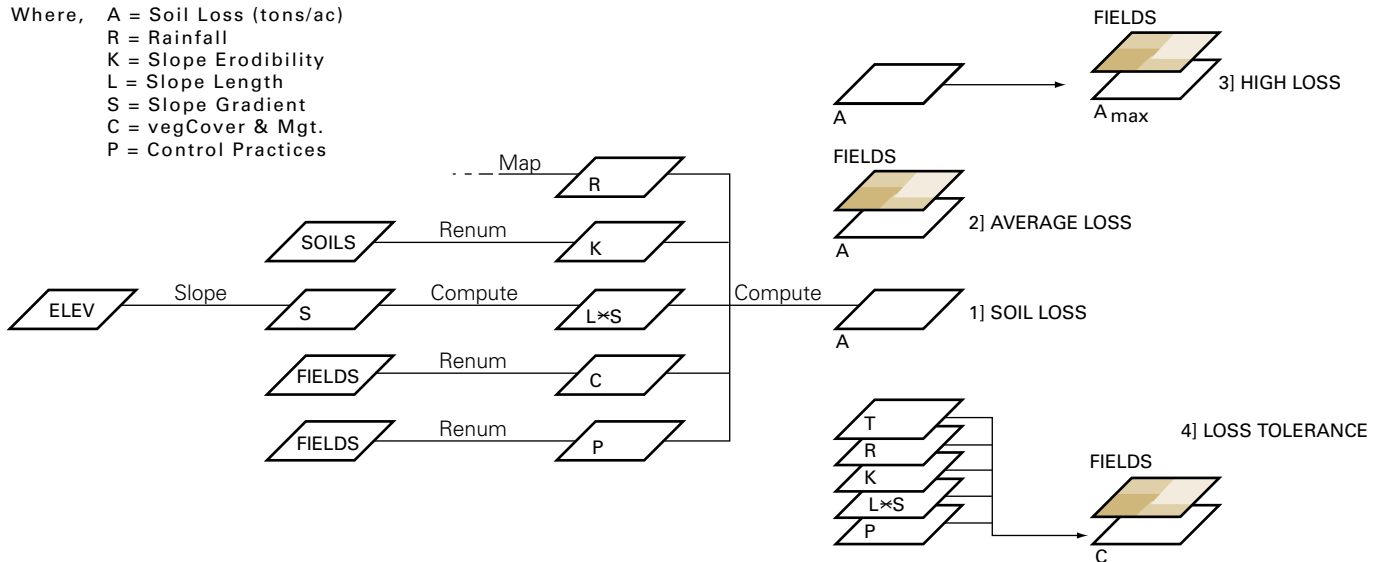 Where, A = Soil Loss (tons/ac)
R = Rainfall
K = Slope Erodibility
L = Slope Length
S = Slope Gradient
C = vegCover & Mgt.
P = Control Practices
FIELDS
3] HIGH LOSS
A
A max
Map
R
FIELDS
2] AVERAGE LOSS
A
SOILS
Renum
K
ELEV
Slope
S
Compute
L*S
Compute
1] SOIL LOSS
A
FIELDS
Renum
C
FIELDS
Renum
P
T
R
K
L*S
P
4] LOSS TOLERANCE
FIELDS
C